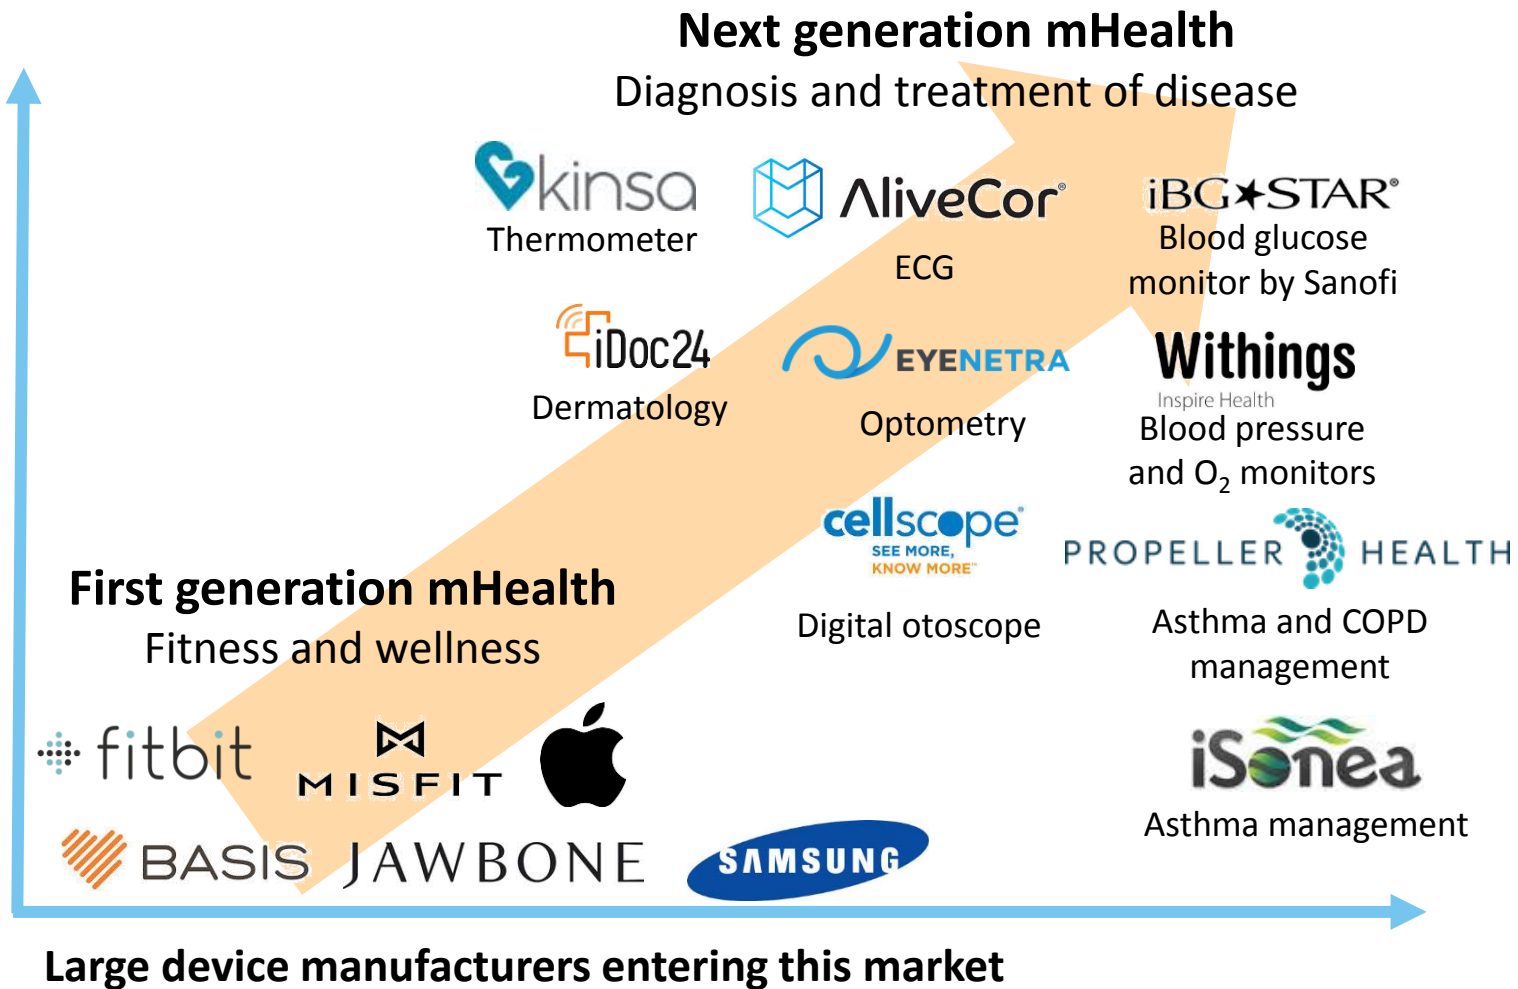 Next generation mHealth
Diagnosis and treatment of disease
kinsa
Thermometer
AliveCor®
ECG
iBG★STAR®
Blood glucose
monitor by Sanofi
iDoc24
Dermatology
EYENETRA
Optometry
Withings
Inspire Health
Blood pressure
and O₂ monitors
cellscope®
SEE MORE,
KNOW MORE™
Digital otoscope
PROPELLER HEALTH
Asthma and COPD
management
iSonea
Asthma management
First generation mHealth
Fitness and wellness
fitbit
MISFIT
BASIS
JAWBONE
SAMSUNG
Large device manufacturers entering this market